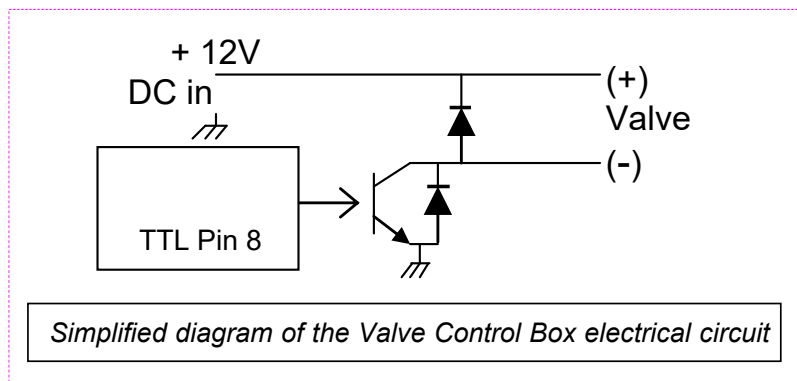 + 12V
DC in
(+)
Valve
(-)
TTL Pin 8
Simplified diagram of the Valve Control Box electrical circuit